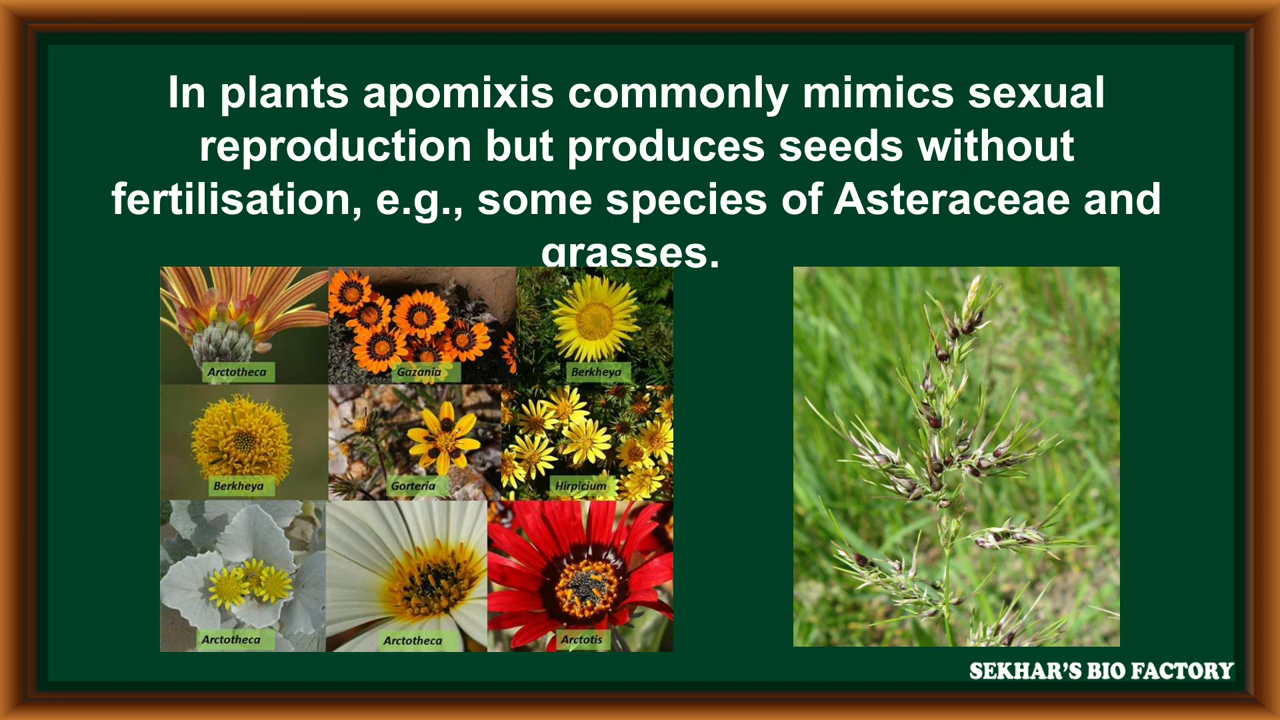 In plants apomixis commonly mimics sexual
reproduction but produces seeds without
fertilisation, e.g., some species of Asteraceae and
grasses.
Arctotheca
Gazania
Berkheya
Berkheya
Gorteria
Hirpicium
Arctotheca
Arctotheca
Arctotis
SEKHAR'S BIO FACTORY